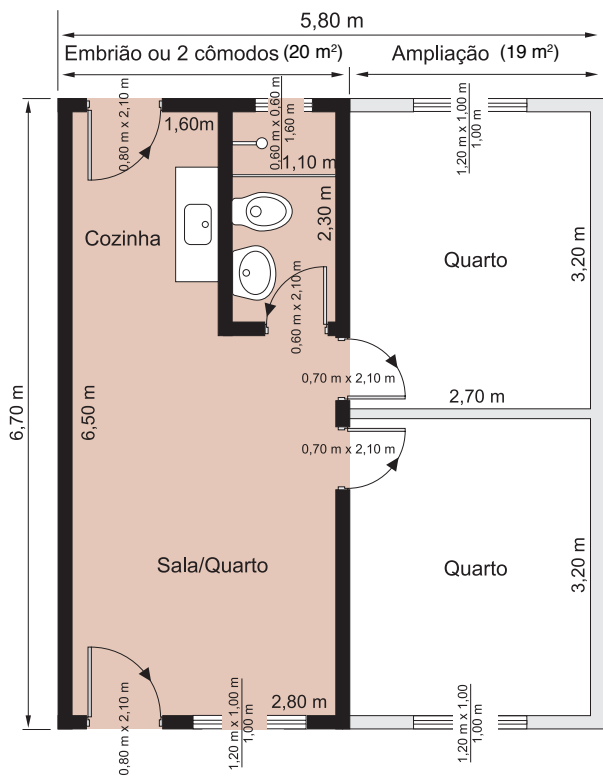 5,80 m
Embrião ou 2 cômodos (20 m²)
Ampliação (19 m²)
0,80 m x 2,10 m
1,60m
0,60 m x 0,60 m
1,60 m
1,20 m x 1,00 m
1,00 m
1,10 m
2,30 m
Cozinha
Quarto
3,20 m
0,60 m x 2,10 m
0,70 m x 2,10 m
2,70 m
6,70 m
6,50 m
0,70 m x 2,10 m
Sala/Quarto
Quarto
3,20 m
2,80 m
0,80 m x 2,10 m
1,20 m x 1,00 m
1,00 m
1,20 m x 1,00
1,00 m